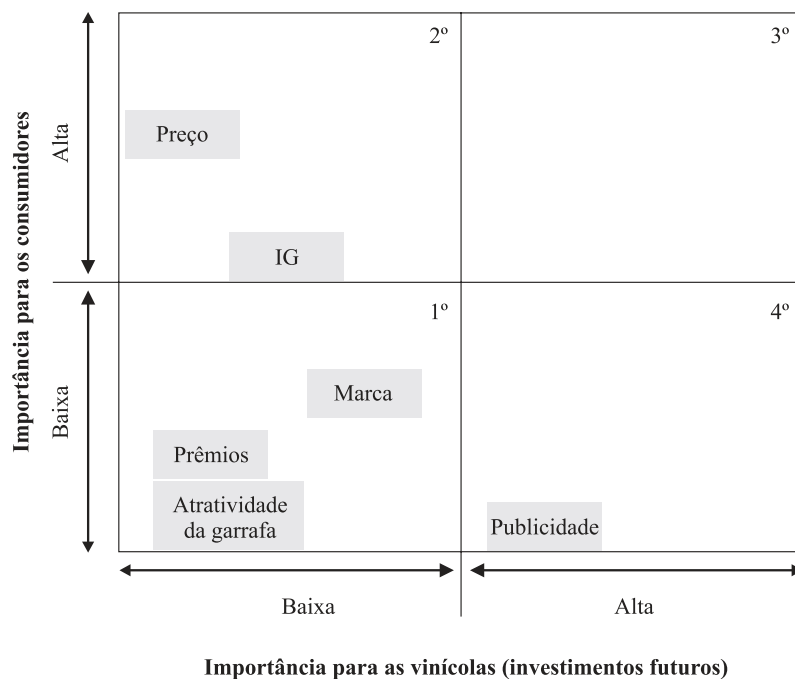 2º
3º
Preço
IG
1º
4º
Marca
Prêmios
Atratividade
da garrafa
Publicidade
Importância para os consumidores
Alta
Baixa
Baixa
Alta
Importância para as vinícolas (investimentos futuros)